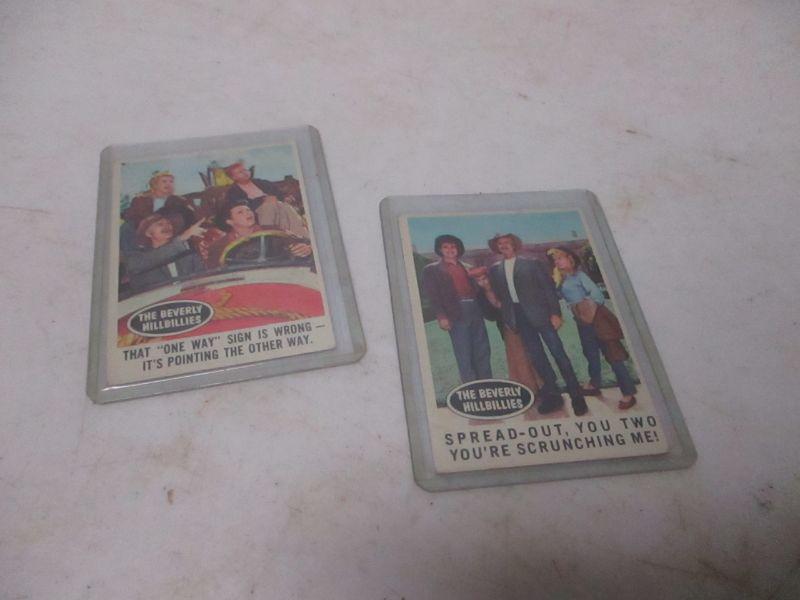 THE BEVERLY
HILLBILLIES
THAT "ONE WAY" SIGN IS WRONG —
IT'S POINTING THE OTHER WAY.
THE BEVERLY
HILLBILLIES
SPREAD-OUT, YOU TWO
YOU'RE SCRUNCHING ME!